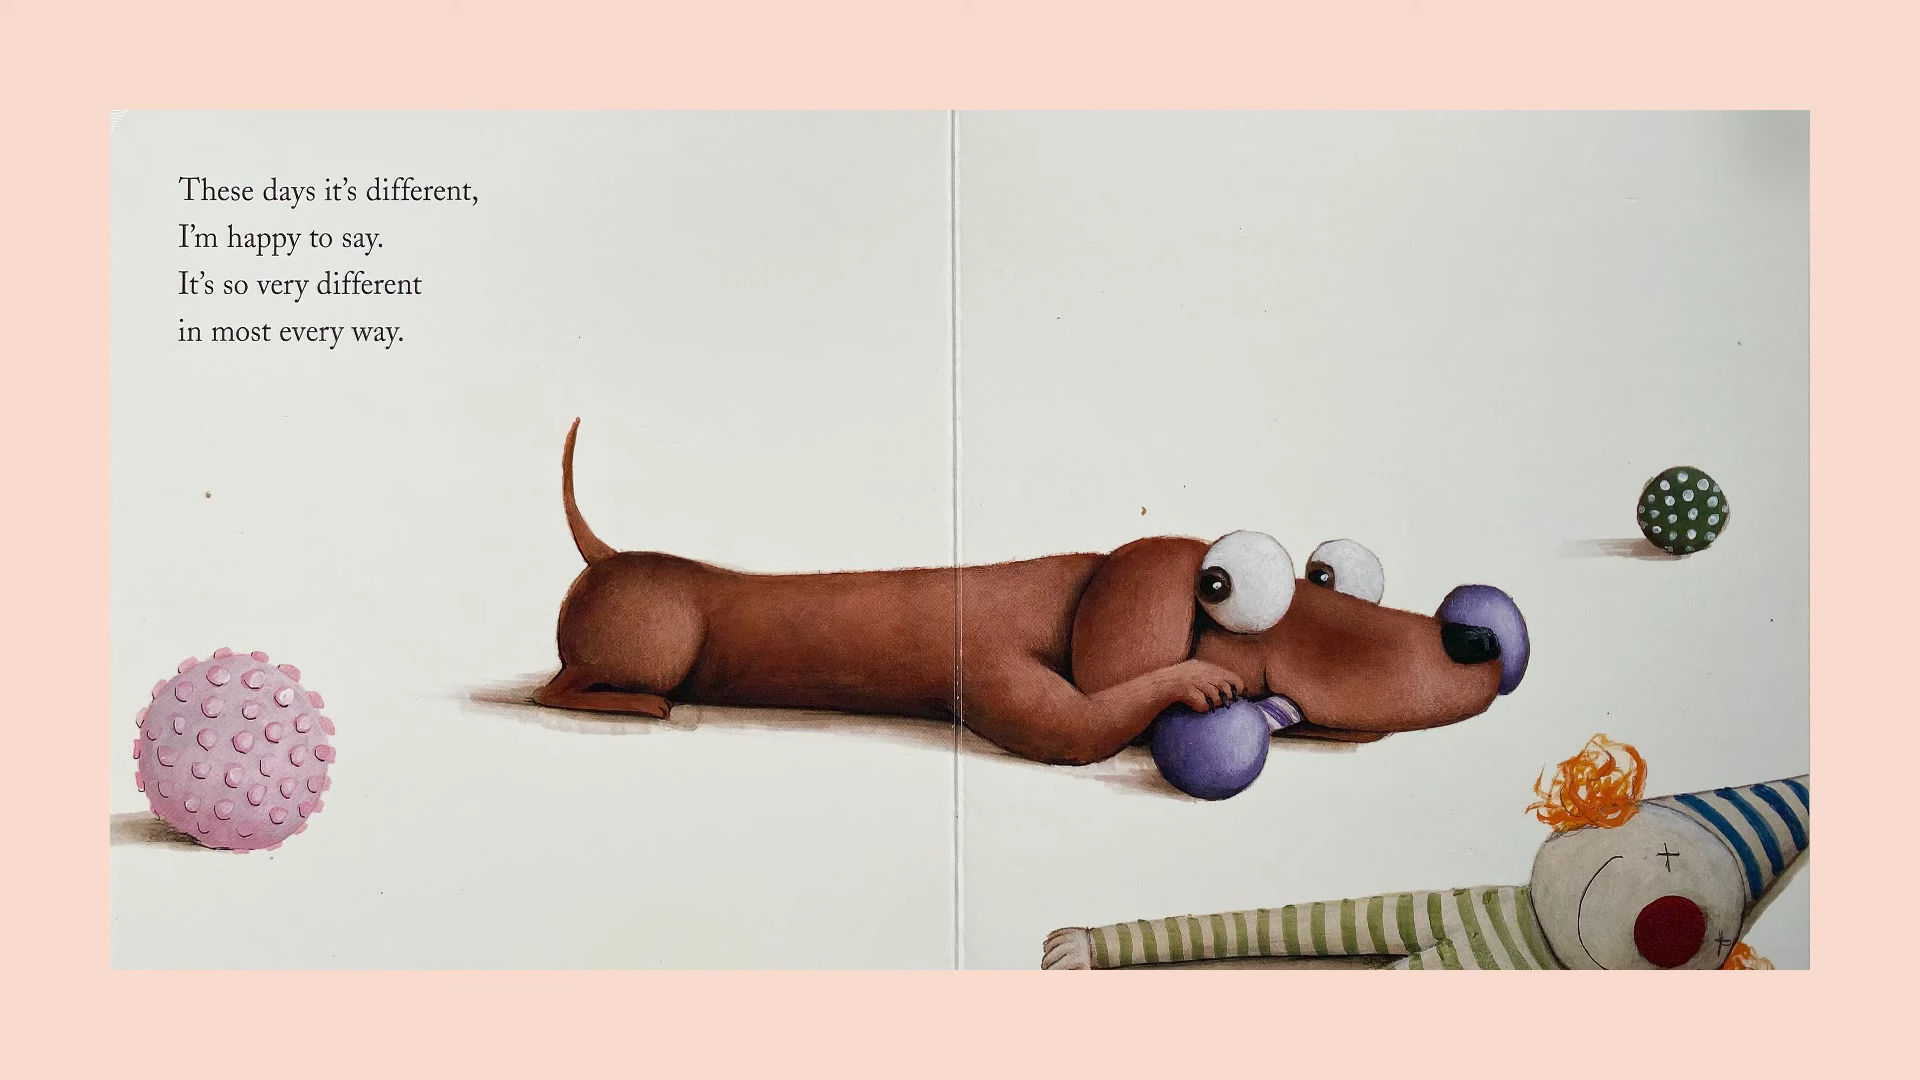 These days it’s different,
I’m happy to say.
It’s so very different
in most every way.